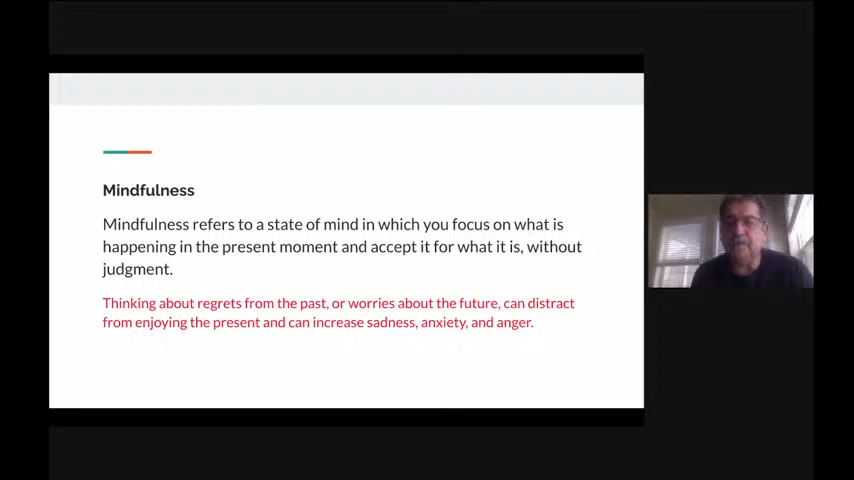 Mindfulness
Mindfulness refers to a state of mind in which you focus on what is
happening in the present moment and accept it for what it is, without
judgment.
Thinking about regrets from the past, or worries about the future, can distract
from enjoying the present and can increase sadness, anxiety, and anger.